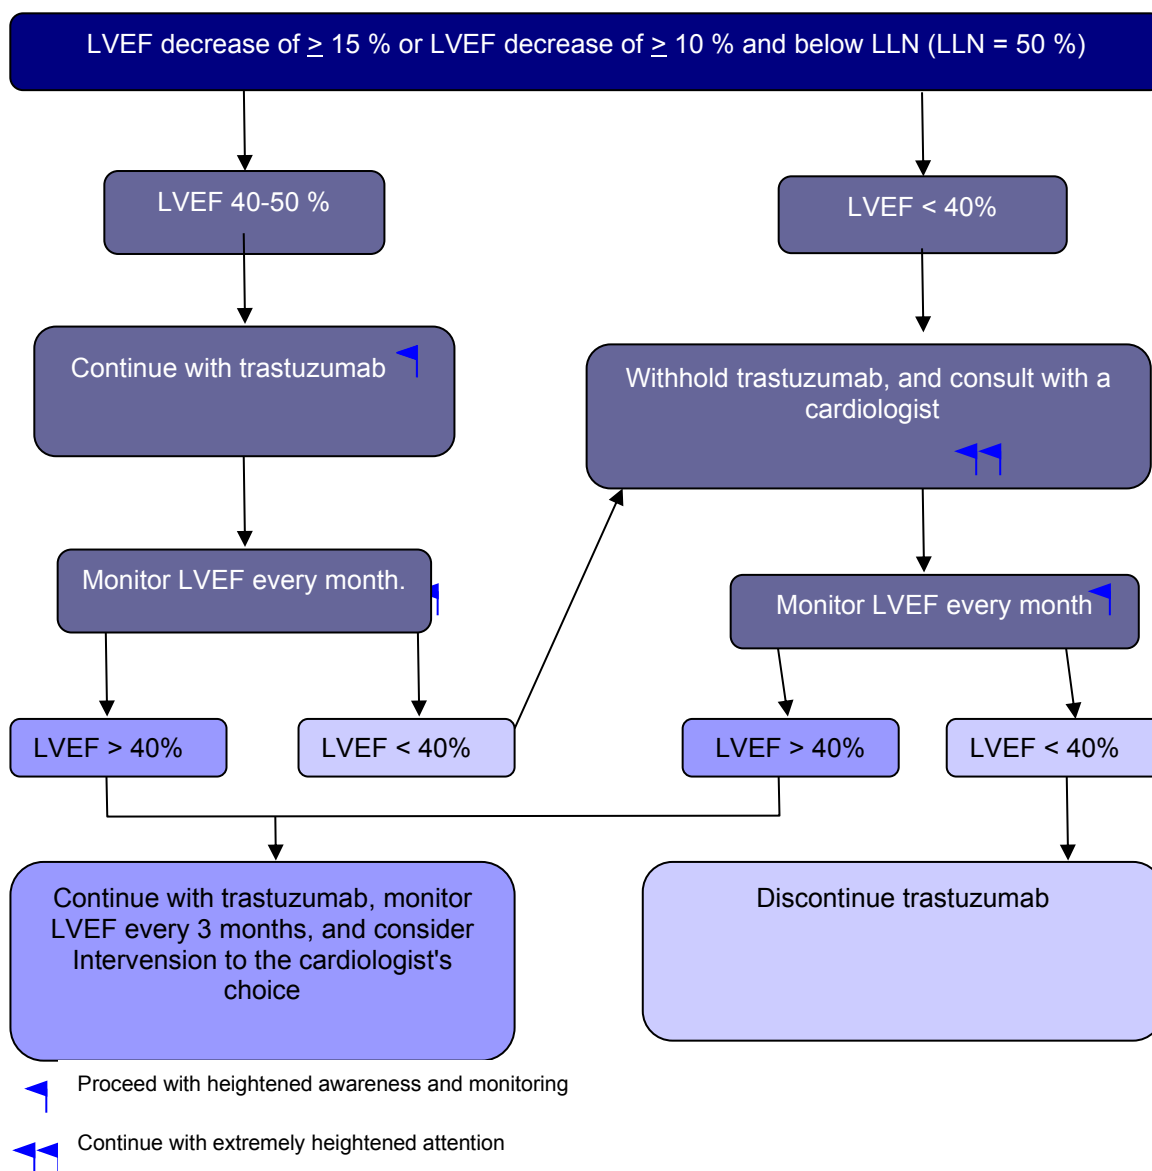 LVEF decrease of ≥ 15 % or LVEF decrease of ≥ 10 % and below LLN (LLN = 50 %)
LVEF 40-50 %
LVEF < 40%
Continue with trastuzumab
Withhold trastuzumab, and consult with a
cardiologist
Monitor LVEF every month.
Monitor LVEF every month
LVEF > 40%
LVEF < 40%
LVEF > 40%
LVEF < 40%
Continue with trastuzumab, monitor
LVEF every 3 months, and consider
Intervension to the cardiologist's
choice
Discontinue trastuzumab
Proceed with heightened awareness and monitoring
Continue with extremely heightened attention